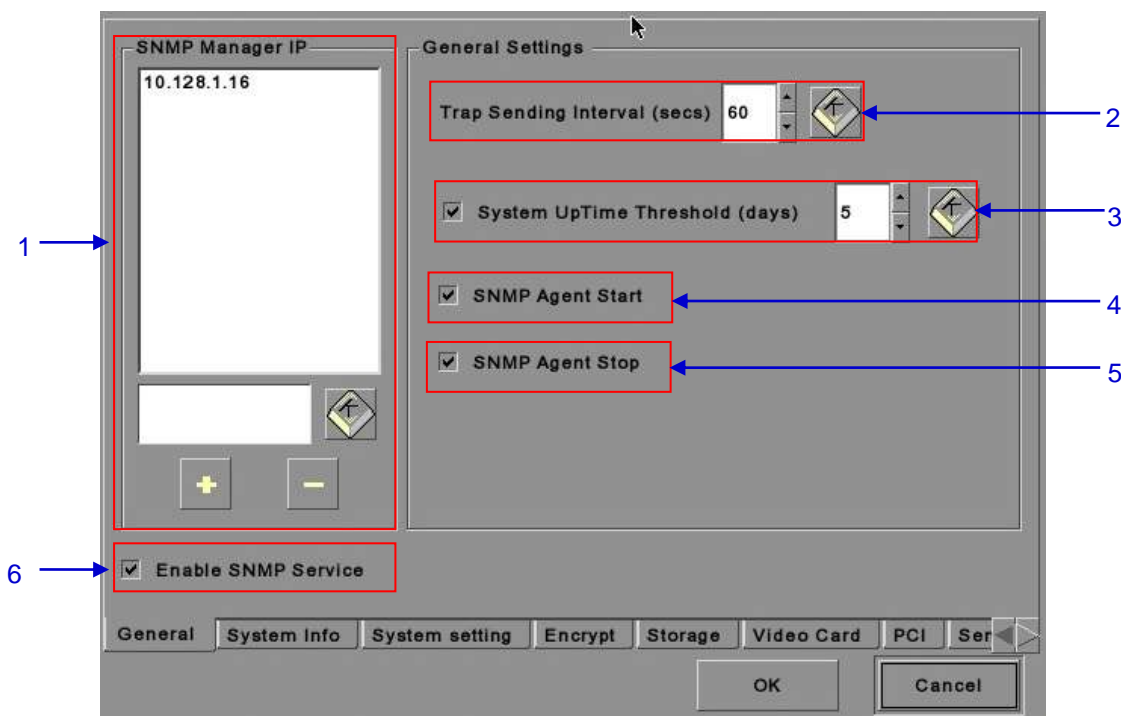 SNMP Manager IP
10.128.1.16
General Settings
Trap Sending Interval (secs) 60
System UpTime Threshold (days) 5
SNMP Agent Start
SNMP Agent Stop
Enable SNMP Service
General System Info System setting Encrypt Storage Video Card PCI Ser
OK Cancel
1
2
3
4
5
6